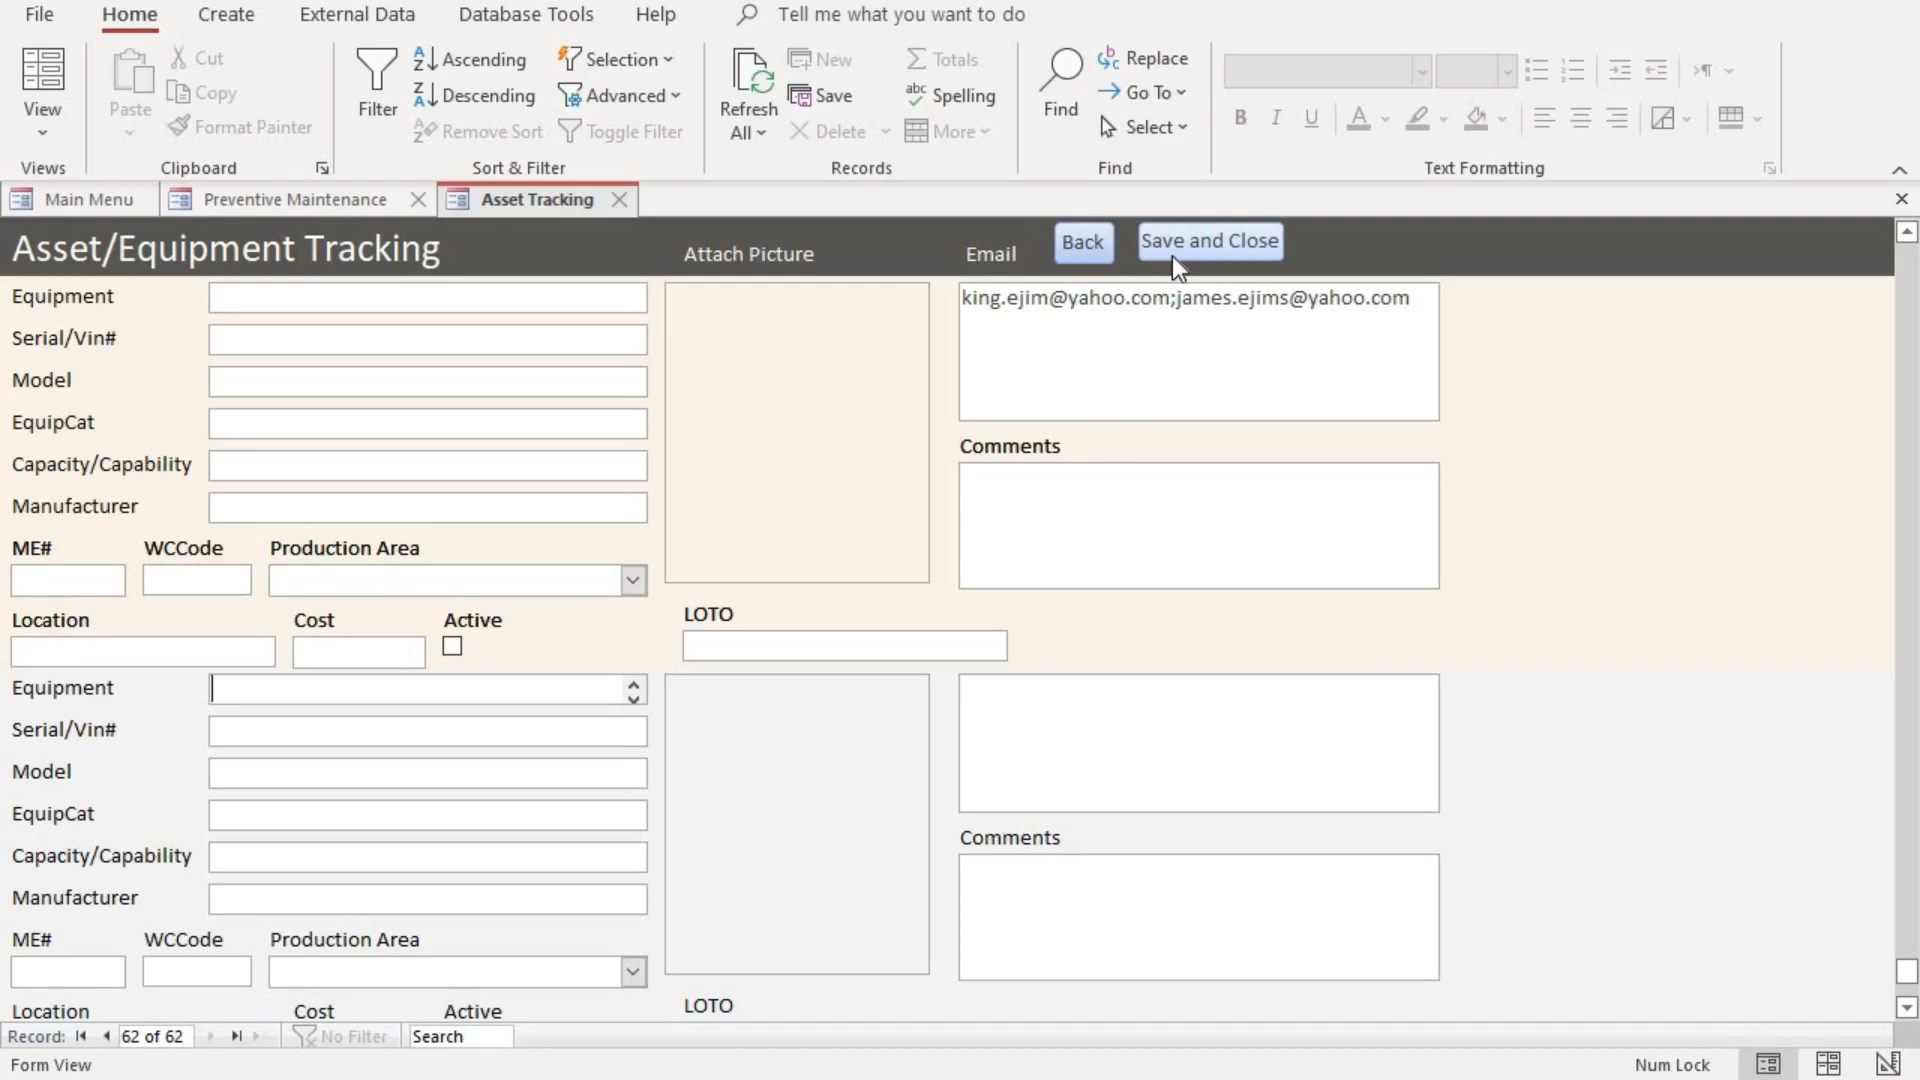 File Home Create External Data Database Tools Help Tell me what you want to do
View
Views
Paste
Cut
Copy
Format Painter
Clipboard
Filter
Ascending
Descending
Remove Sort
Selection
Advanced
Toggle Filter
Sort & Filter
Refresh
All
New
Save
Delete
Totals
Spelling
More
Records
Find
Replace
Go To
Select
Find
B I U A
Text Formatting
Main Menu Preventive Maintenance Asset Tracking
Asset/Equipment Tracking Attach Picture Email Back Save and Close
Equipment king.ejim@yahoo.com;james.ejims@yahoo.com
Serial/Vin#
Model
EquipCat
Comments
Capacity/Capability
Manufacturer
ME# WCCode Production Area
Location Cost Active LOTO
Equipment
Serial/Vin#
Model
EquipCat
Comments
Capacity/Capability
Manufacturer
ME# WCCode Production Area
Location Cost Active LOTO
Record: 62 of 62 No Filter Search
Form View Num Lock